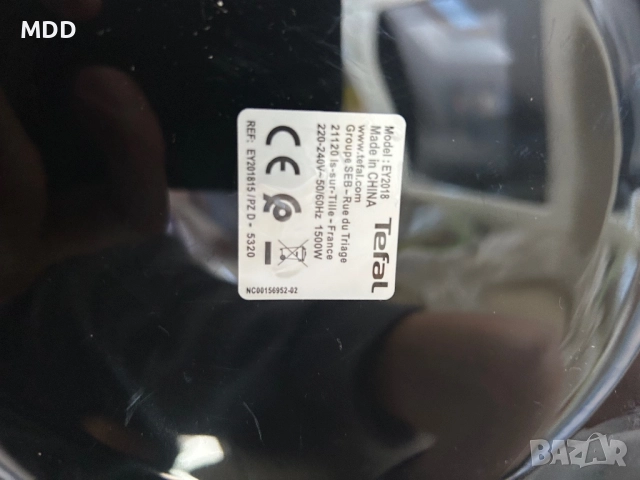 MDD
Tefal
Model : EY2018
Made in CHINA
www.tefal.com
Groupe SEB–Rue du Triage
21120 Is-sur-Tille–France
220-240V~50/60Hz 1500W
CE
REF: EY201815 / PZ D - 5320
NC00156952-02
BAZAR